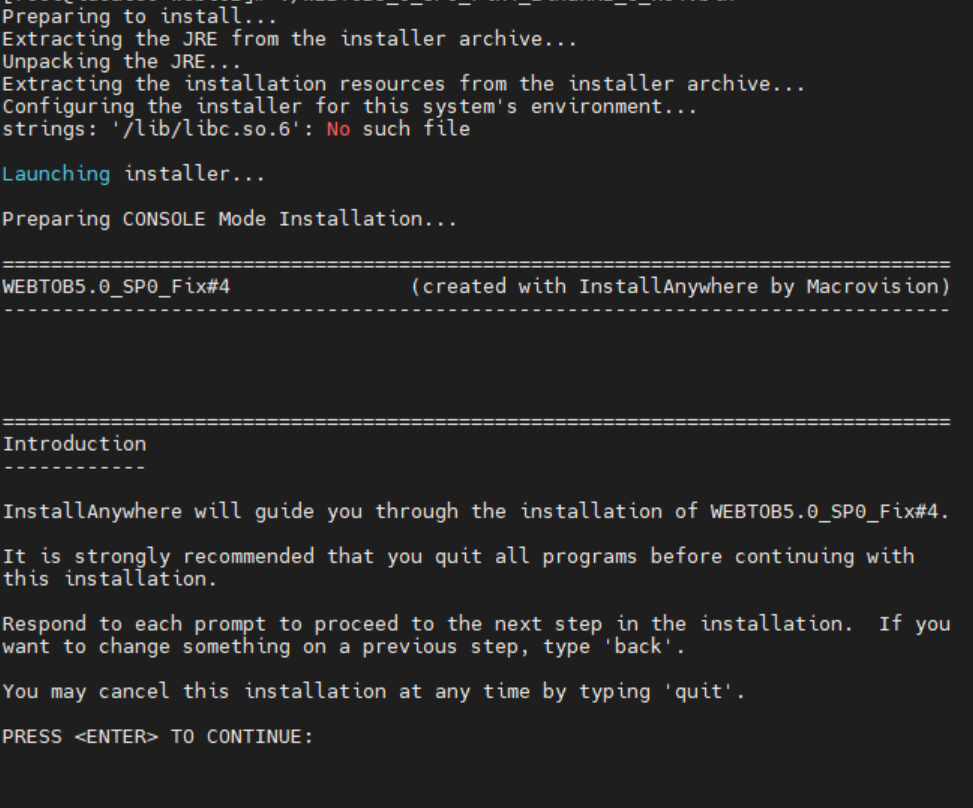 Preparing to install...
Extracting the JRE from the installer archive...
Unpacking the JRE...
Extracting the installation resources from the installer archive...
Configuring the installer for this system's environment...
strings: '/lib/libc.so.6': No such file
Launching installer...
Preparing CONSOLE Mode Installation...
===============================================================================
WEBTOB5.0_SP0_Fix#4               (created with InstallAnywhere by Macrovision)
-------------------------------------------------------------------------------
===============================================================================
Introduction
------------
InstallAnywhere will guide you through the installation of WEBTOB5.0_SP0_Fix#4.
It is strongly recommended that you quit all programs before continuing with
this installation.
Respond to each prompt to proceed to the next step in the installation.  If you
want to change something on a previous step, type 'back'.
You may cancel this installation at any time by typing 'quit'.
PRESS <ENTER> TO CONTINUE: